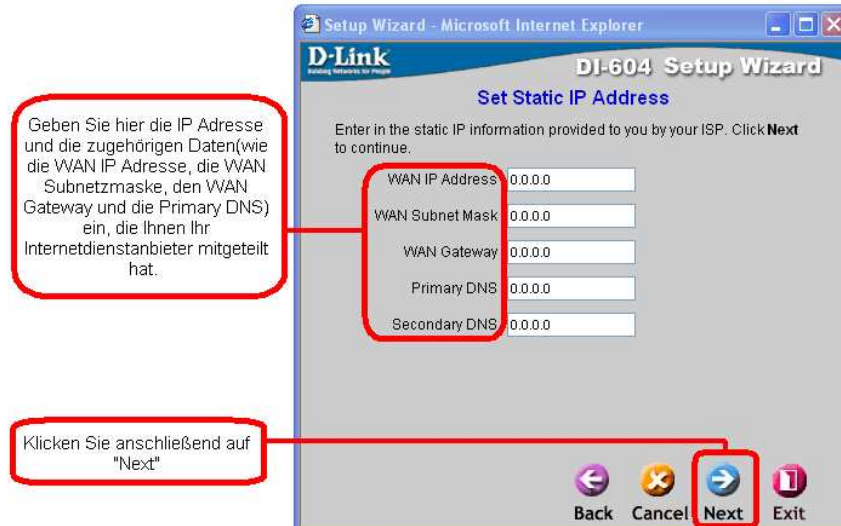 Setup Wizard - Microsoft Internet Explorer
D-Link
Building Networks for People
DI-604 Setup Wizard
Set Static IP Address
Enter in the static IP information provided to you by your ISP. Click Next
to continue.
WAN IP Address 0.0.0.0
WAN Subnet Mask 0.0.0.0
WAN Gateway 0.0.0.0
Primary DNS 0.0.0.0
Secondary DNS 0.0.0.0
Back Cancel Next Exit
Geben Sie hier die IP Adresse
und die zugehörigen Daten(wie
die WAN IP Adresse, die WAN
Subnetzmaske, den WAN
Gateway und die Primary DNS)
ein, die Ihnen Ihr
Internetdienstanbieter mitgeteilt
hat.
Klicken Sie anschließend auf
"Next"